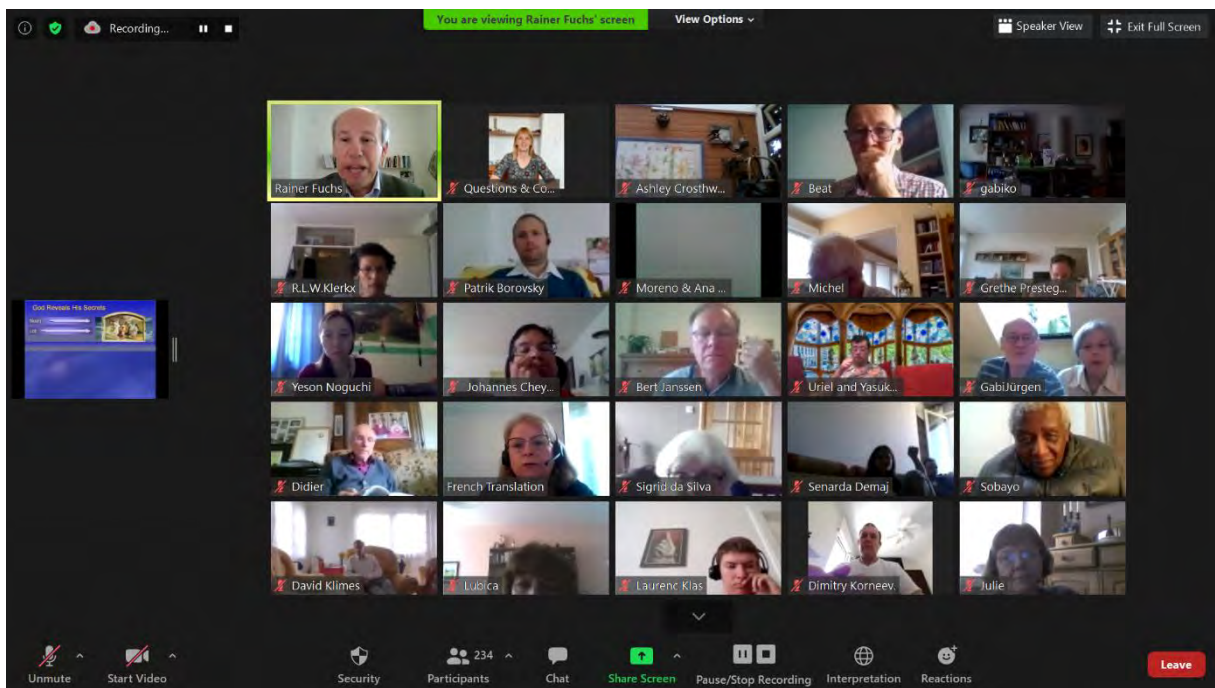 Recording...
You are viewing Rainer Fuchs' screen
View Options
Speaker View
Exit Full Screen
Rainer Fuchs
Questions & Co...
Ashley Crosthw...
Beat
gabiko
R.L.W.Klerkx
Patrik Borovsky
Moreno & Ana ...
Michel
Grethe Presteg...
God Reveals His Secrets
Yeson Noguchi
Johannes Chey...
Bert Janssen
Uriel and Yasuk...
GabiJürgen
Didier
French Translation
Sigrid da Silva
Senarda Demaj
Sobayo
David Klimes
Lubica
Laurenc Klas
Dimitry Korneev.
Julie
Unmute
Start Video
Security
234
Participants
Chat
Share Screen
Pause/Stop Recording
Interpretation
Reactions
Leave